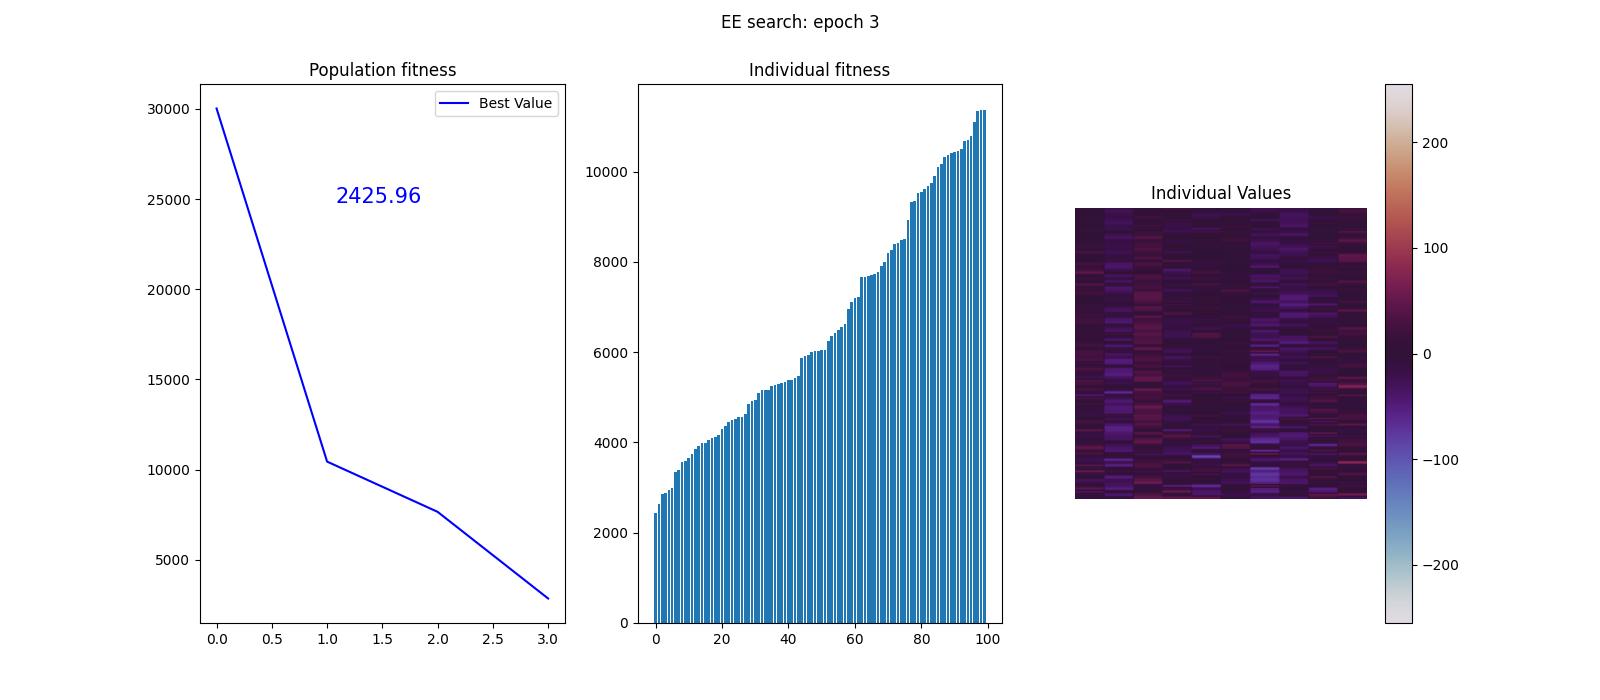 EE search: epoch 3
Population fitness
Best Value
2425.96
30000
25000
20000
15000
10000
5000
0.0 0.5 1.0 1.5 2.0 2.5 3.0
Individual fitness
10000
8000
6000
4000
2000
0
0 20 40 60 80 100
Individual Values
200
100
0
−100
−200